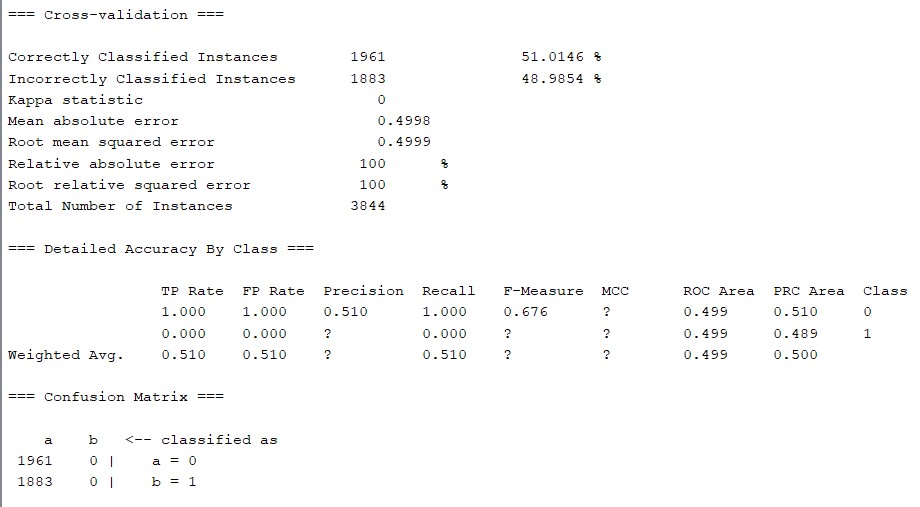 === Cross-validation ===
Correctly Classified Instances 1961 51.0146 %
Incorrectly Classified Instances 1883 48.9854 %
Kappa statistic 0
Mean absolute error 0.4998
Root mean squared error 0.4999
Relative absolute error 100 %
Root relative squared error 100 %
Total Number of Instances 3844
=== Detailed Accuracy By Class ===
TP Rate FP Rate Precision Recall F-Measure MCC ROC Area PRC Area Class
1.000 1.000 0.510 1.000 0.676 ? 0.499 0.510 0
0.000 0.000 ? 0.000 ? ? 0.499 0.489 1
Weighted Avg. 0.510 0.510 ? 0.510 ? ? 0.499 0.500
=== Confusion Matrix ===
a b <-- classified as
1961 0 | a = 0
1883 0 | b = 1